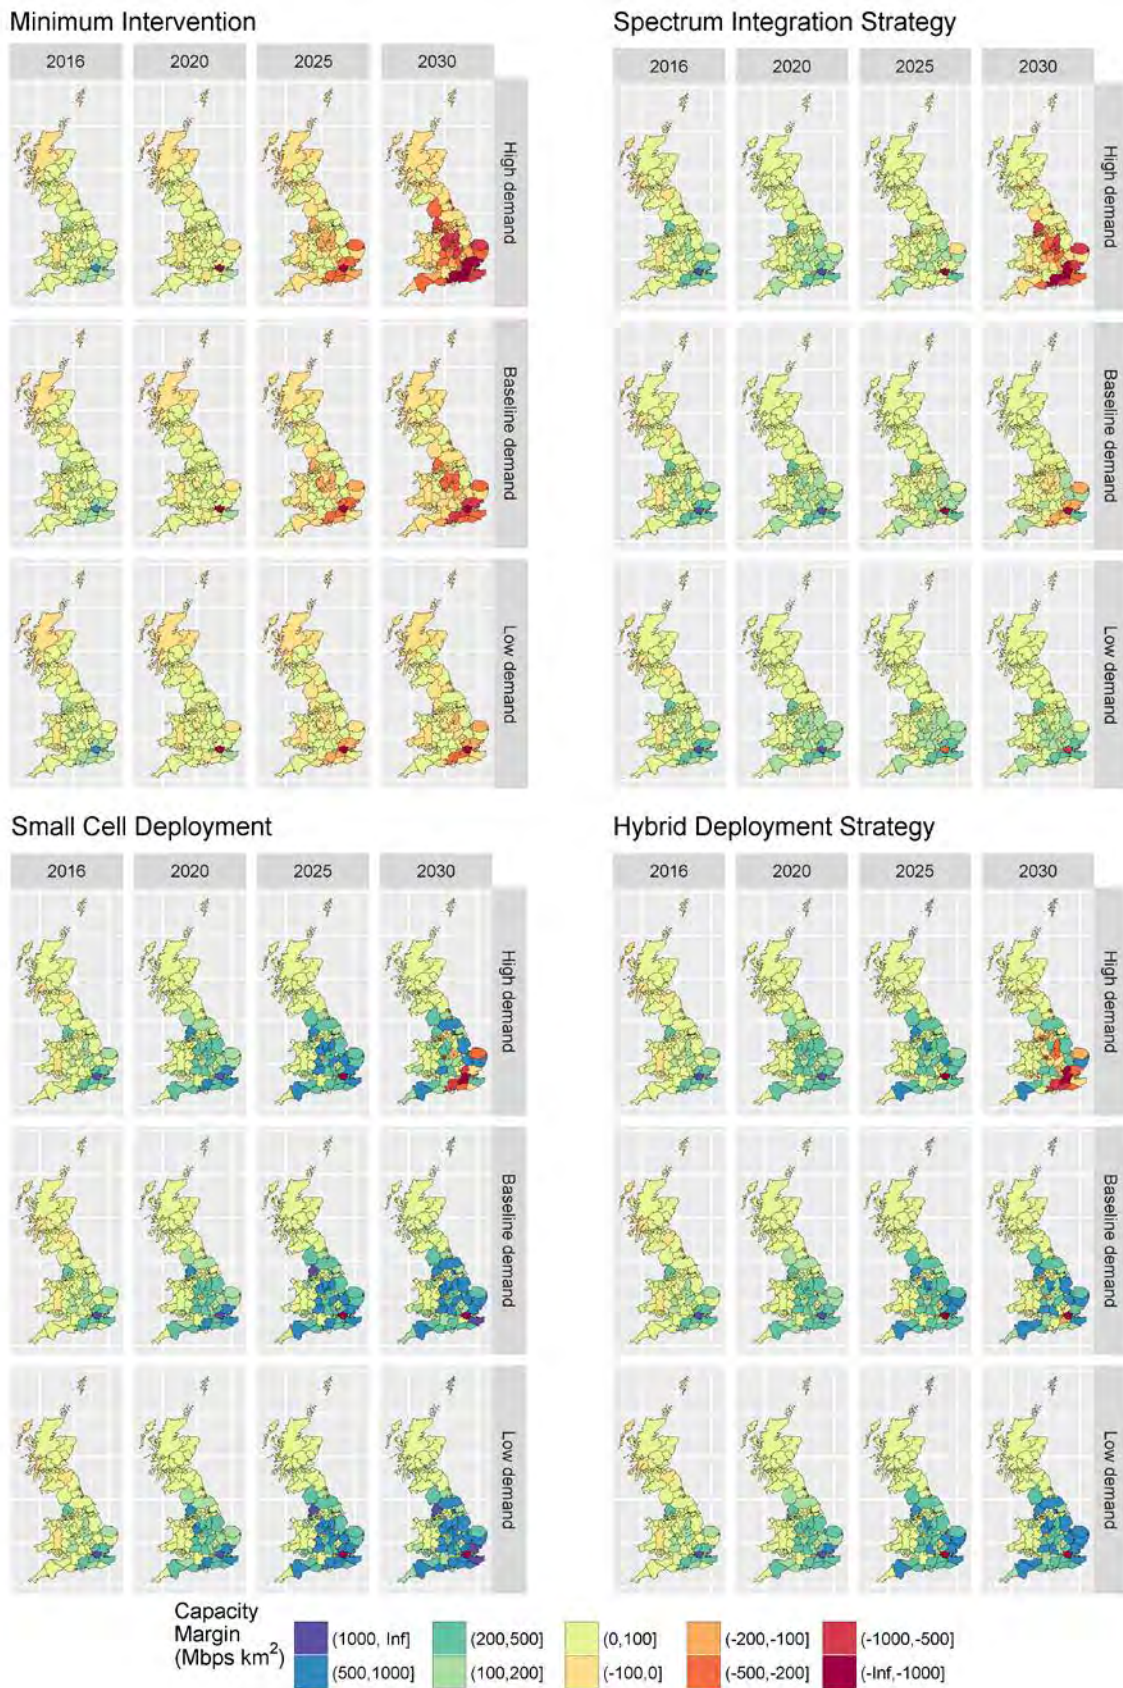 Minimum Intervention
2016 2020 2025 2030
High demand
Baseline demand
Low demand
Spectrum Integration Strategy
2016 2020 2025 2030
High demand
Baseline demand
Low demand
Small Cell Deployment
2016 2020 2025 2030
High demand
Baseline demand
Low demand
Hybrid Deployment Strategy
2016 2020 2025 2030
High demand
Baseline demand
Low demand
Capacity
Margin
(Mbps km²)
(1000, Inf] (200,500] (0,100] (-200,-100] (-1000,-500]
(500,1000] (100,200] (-100,0] (-500,-200] (-Inf,-1000]